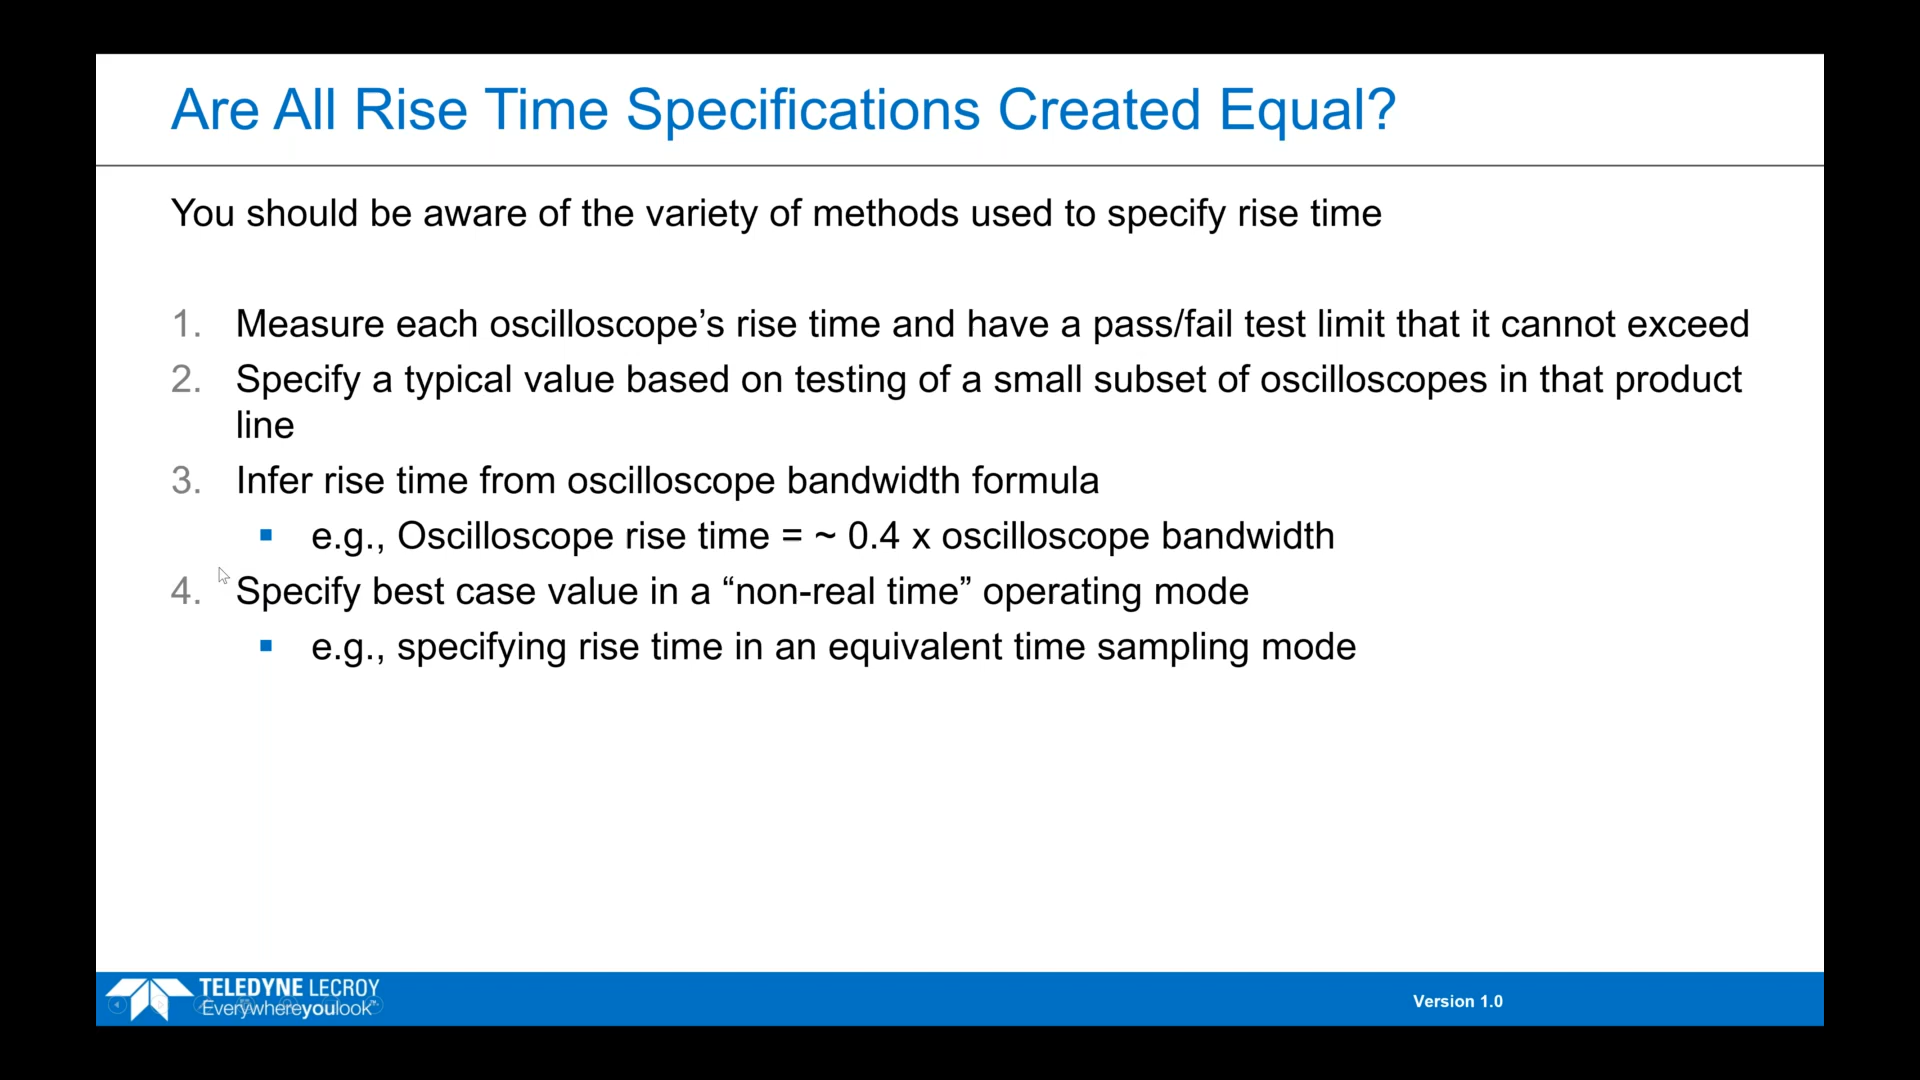 Are All Rise Time Specifications Created Equal?
You should be aware of the variety of methods used to specify rise time
1. Measure each oscilloscope’s rise time and have a pass/fail test limit that it cannot exceed
2. Specify a typical value based on testing of a small subset of oscilloscopes in that product
line
3. Infer rise time from oscilloscope bandwidth formula
▪ e.g., Oscilloscope rise time = ~ 0.4 x oscilloscope bandwidth
4. Specify best case value in a “non-real time” operating mode
▪ e.g., specifying rise time in an equivalent time sampling mode
TELEDYNE LECROY
Everywhereyoulook™
Version 1.0